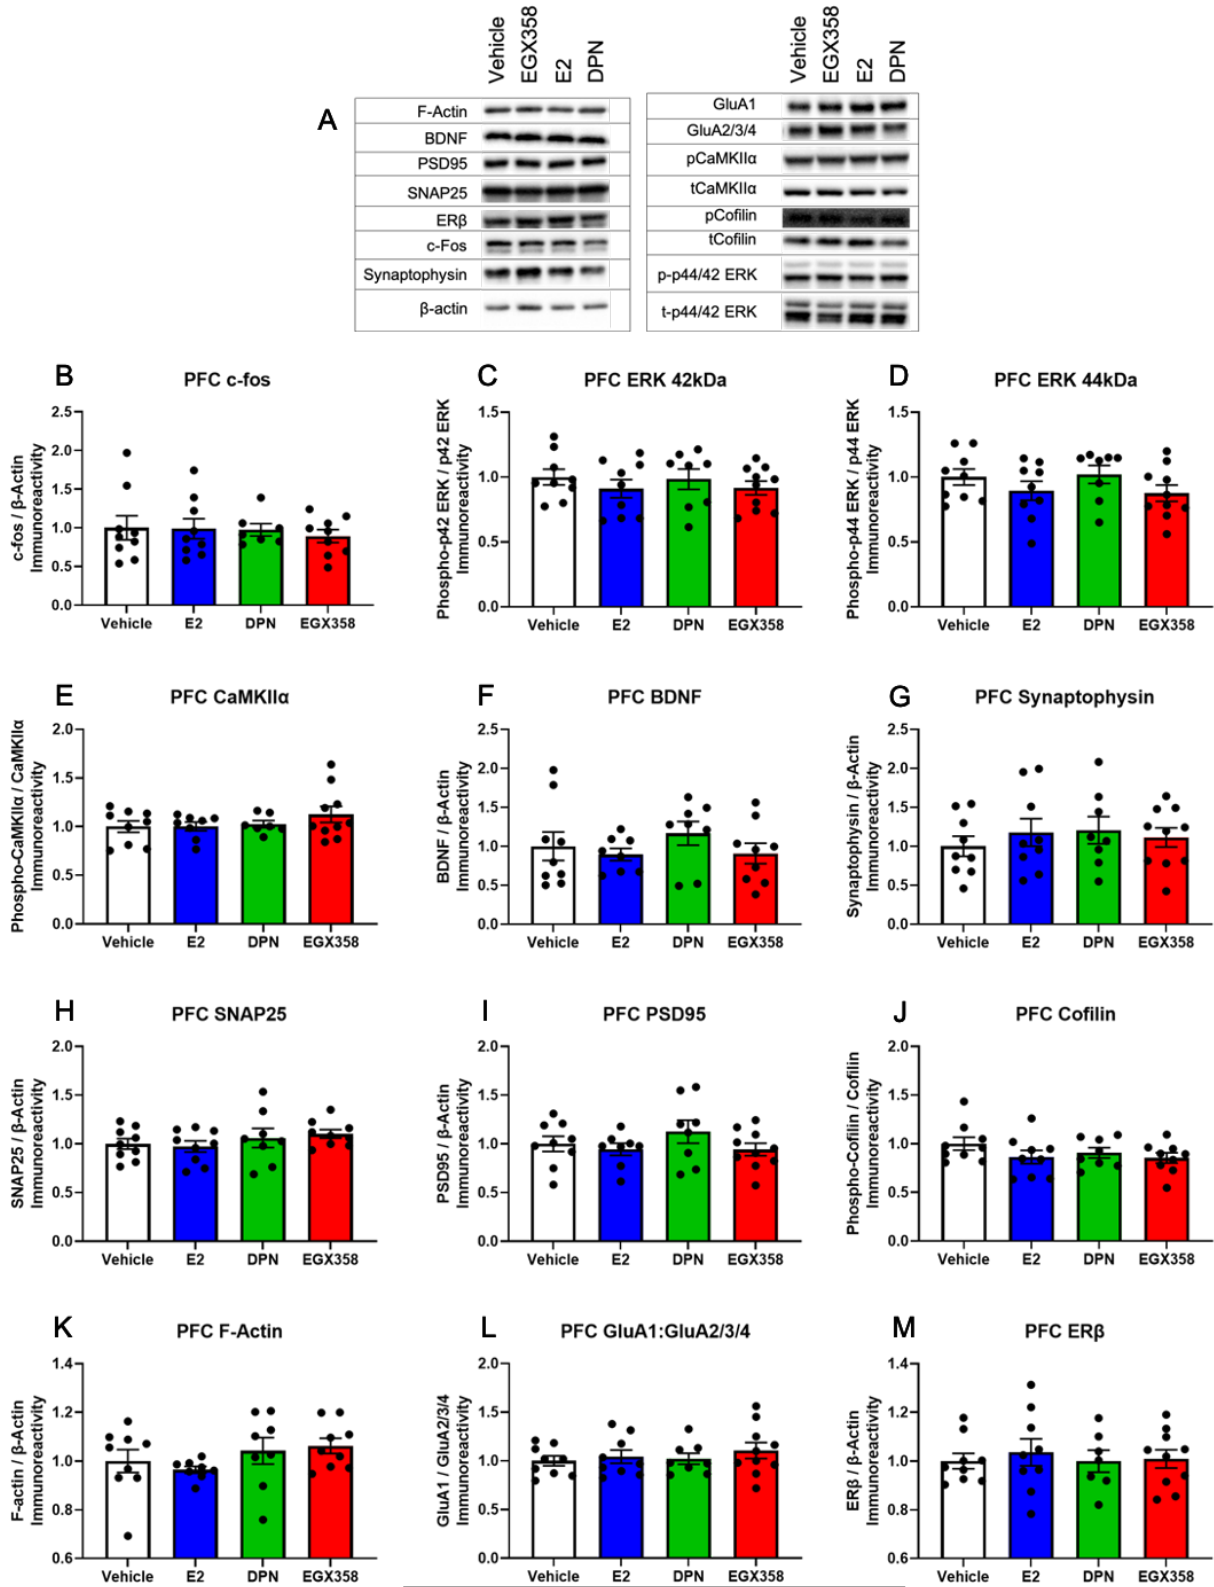 Vehicle
EGX358
E2
DPN
Vehicle
EGX358
E2
DPN
A
F-Actin
BDNF
PSD95
SNAP25
ERβ
c-Fos
Synaptophysin
β-actin
GluA1
GluA2/3/4
pCaMKIIα
tCaMKIIα
pCofilin
tCofilin
p-p44/42 ERK
t-p44/42 ERK
B
PFC c-fos
c-fos / β-Actin
Immunoreactivity
2.5
2.0
1.5
1.0
0.5
0.0
Vehicle E2 DPN EGX358
C
PFC ERK 42kDa
Phospho-p42 ERK / p42 ERK
Immunoreactivity
1.5
1.0
0.5
0.0
Vehicle E2 DPN EGX358
D
PFC ERK 44kDa
Phospho-p44 ERK / p44 ERK
Immunoreactivity
1.5
1.0
0.5
0.0
Vehicle E2 DPN EGX358
E
PFC CaMKIIα
Phospho-CaMKIIα / CaMKIIα
Immunoreactivity
2.0
1.5
1.0
0.5
0.0
Vehicle E2 DPN EGX358
F
PFC BDNF
BDNF / β-Actin
Immunoreactivity
2.5
2.0
1.5
1.0
0.5
0.0
Vehicle E2 DPN EGX358
G
PFC Synaptophysin
Synaptophysin / β-Actin
Immunoreactivity
2.5
2.0
1.5
1.0
0.5
0.0
Vehicle E2 DPN EGX358
H
PFC SNAP25
SNAP25 / β-Actin
Immunoreactivity
2.0
1.5
1.0
0.5
0.0
Vehicle E2 DPN EGX358
I
PFC PSD95
PSD95 / β-Actin
Immunoreactivity
2.0
1.5
1.0
0.5
0.0
Vehicle E2 DPN EGX358
J
PFC Cofilin
Phospho-Cofilin / Cofilin
Immunoreactivity
2.0
1.5
1.0
0.5
0.0
Vehicle E2 DPN EGX358
K
PFC F-Actin
F-actin / β-Actin
Immunoreactivity
1.4
1.2
1.0
0.8
0.6
Vehicle E2 DPN EGX358
L
PFC GluA1:GluA2/3/4
GluA1 / GluA2/3/4
Immunoreactivity
2.0
1.5
1.0
0.5
0.0
Vehicle E2 DPN EGX358
M
PFC ERβ
ERβ / β-Actin
Immunoreactivity
1.4
1.2
1.0
0.8
0.6
Vehicle E2 DPN EGX358